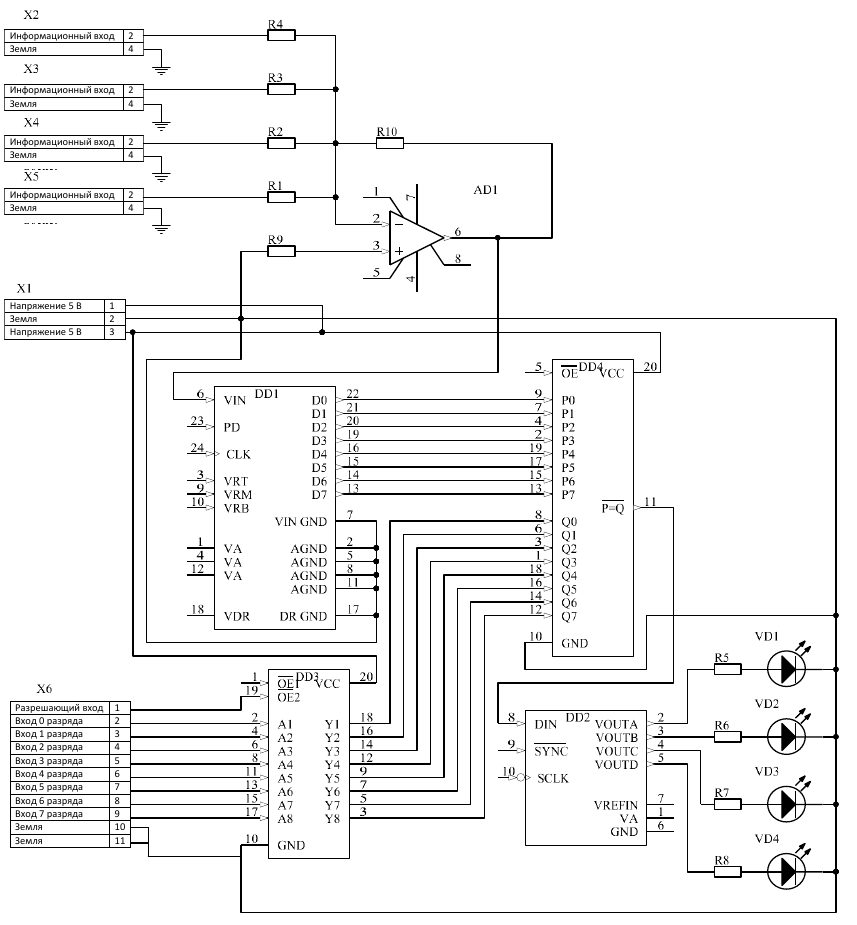 X2
R4
Информационный вход 2
Земля 4
X3
R3
Информационный вход 2
Земля 4
X4
R2
R10
Информационный вход 2
Земля 4
X5
R1
AD1
Информационный вход 2
Земля 4
1
7
2
−
6
R9
3
+
8
5
4
X1
Напряжение 5 В 1
Земля 2
Напряжение 5 В 3
DD1
6 VIN
23 PD
24 CLK
3 VRT
9 VRM
10 VRB
1 VA
4 VA
12 VA
18 VDR
D0 22
D1 21
D2 20
D3 19
D4 16
D5 15
D6 14
D7 13
VIN GND 7
AGND 2
AGND 5
AGND 8
AGND 11
DR GND 17
DD4
5 OE
VCC 20
9 P0
7 P1
4 P2
2 P3
19 P4
17 P5
15 P6
13 P7
P=Q 11
8 Q0
6 Q1
3 Q2
1 Q3
18 Q4
16 Q5
14 Q6
12 Q7
10 GND
X6
Разрешающий вход 1
Вход 0 разряда 2
Вход 1 разряда 3
Вход 2 разряда 4
Вход 3 разряда 5
Вход 4 разряда 6
Вход 5 разряда 7
Вход 6 разряда 8
Вход 7 разряда 9
Земля 10
Земля 11
DD3
1 OE1
19 OE2
VCC 20
2 A1
4 A2
6 A3
8 A4
11 A5
13 A6
15 A7
17 A8
10 GND
Y1 18
Y2 16
Y3 14
Y4 12
Y5 9
Y6 7
Y7 5
Y8 3
DD2
8 DIN
9 SYNC
10 SCLK
VOUTA 2
VOUTB 3
VOUTC 4
VOUTD 5
VREFIN 7
VA 1
GND 6
VD1
R5
VD2
R6
VD3
R7
VD4
R8